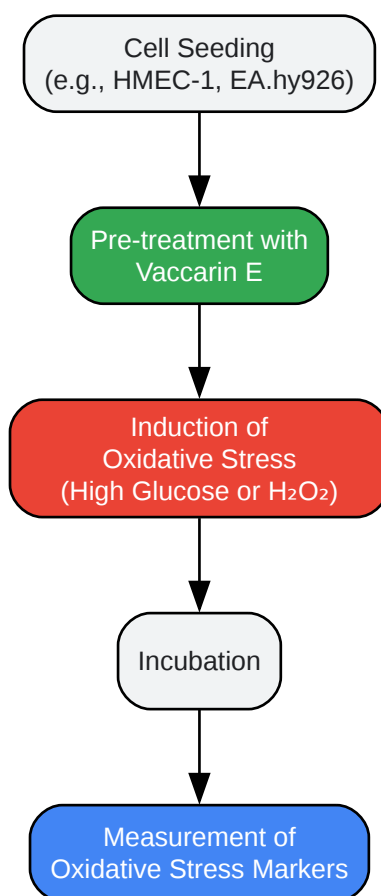 Cell Seeding
(e.g., HMEC-1, EA.hy926)
Pre-treatment with
Vaccarin E
Induction of
Oxidative Stress
(High Glucose or H₂O₂)
Incubation
Measurement of
Oxidative Stress Markers